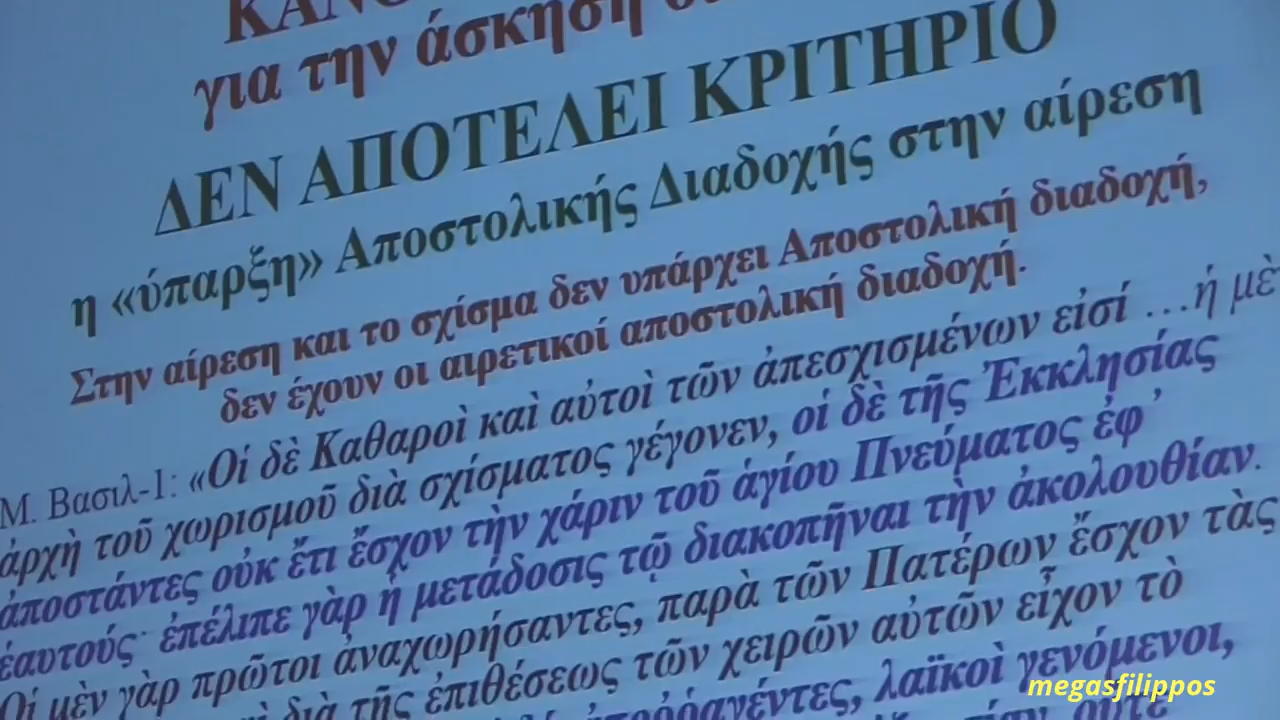 ΚΑΝΟ
για την άσκηση
ΔΕΝ ΑΠΟΤΕΛΕΙ ΚΡΙΤΗΡΙΟ
η «ύπαρξη» Αποστολικής Διαδοχής στην αίρεση
Στην αίρεση και το σχίσμα δεν υπάρχει Αποστολική διαδοχή,
δεν έχουν οι αιρετικοί αποστολική διαδοχή.
Μ. Βασιλ-1: «Οἱ δὲ Καθαροὶ καὶ αὐτοὶ τῶν ἀπεσχισμένων εἰσί …ἡ μὲν
ἀρχὴ τοῦ χωρισμοῦ διὰ σχίσματος γέγονεν, οἱ δὲ τῆς Ἐκκλησίας
ἀποστάντες οὐκ ἔτι ἔσχον τὴν χάριν τοῦ ἁγίου Πνεύματος ἐφ᾽
ἑαυτούς· ἐπέλιπε γὰρ ἡ μετάδοσις τῷ διακοπῆναι τὴν ἀκολουθίαν.
Οἱ μὲν γὰρ πρῶτοι ἀναχωρήσαντες, παρὰ τῶν Πατέρων ἔσχον τὰς
διὰ τῆς ἐπιθέσεως τῶν χειρῶν αὐτῶν εἶχον τὸ
λαϊκοὶ γενόμενοι,
megasfilippos